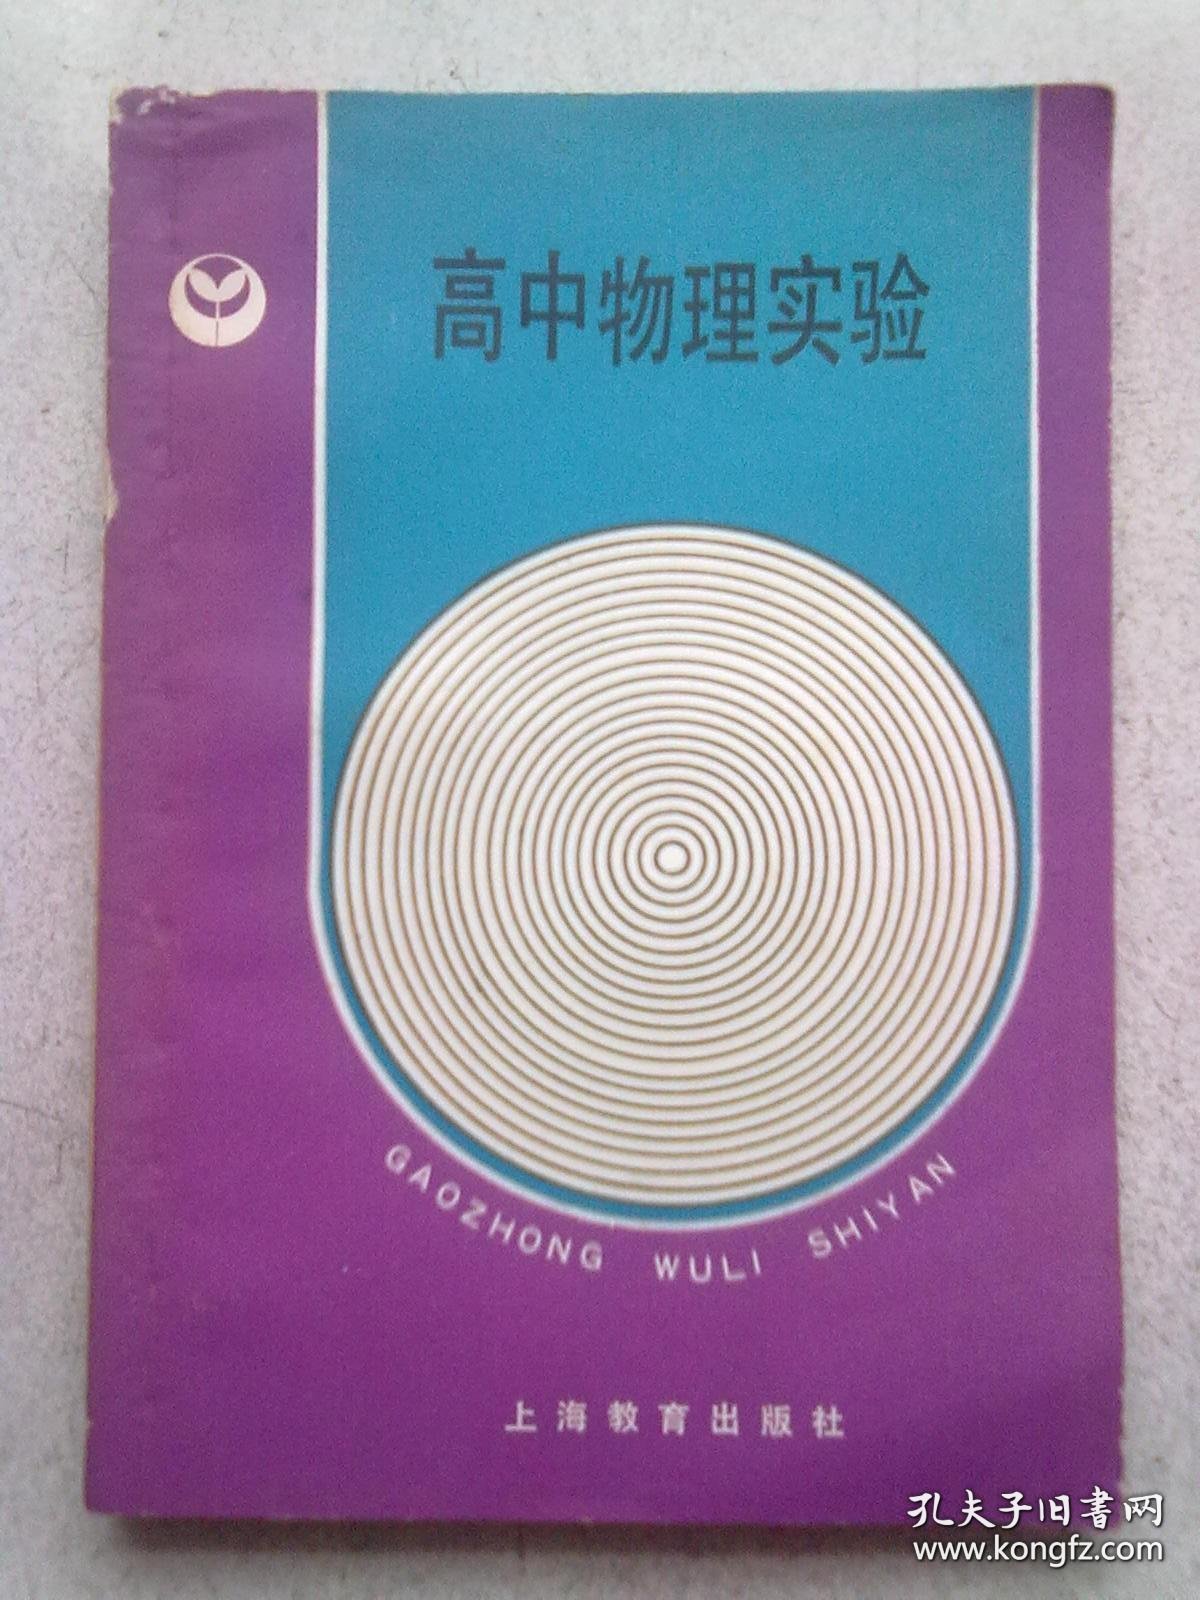 高中物理实验
GAOZHONG WULI SHIYAN
上海教育出版社
孔夫子旧書网
www.kongfz.com